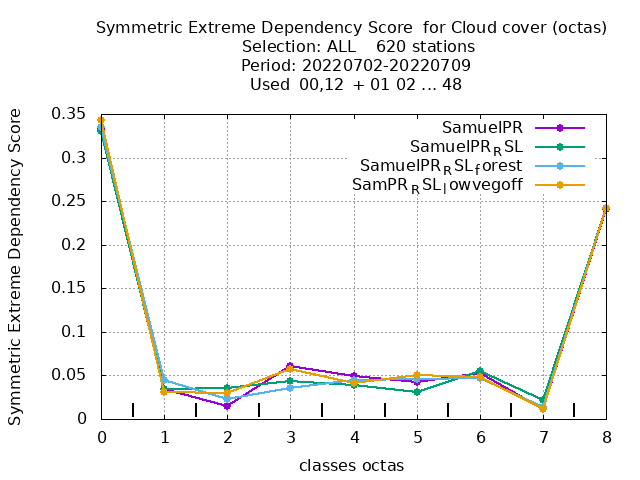 Symmetric Extreme Dependency Score  for Cloud cover (octas)
Selection: ALL    620 stations
Period: 20220702-20220709
Used  00,12  + 01 02 ... 48
Symmetric Extreme Dependency Score
0.35
0.3
0.25
0.2
0.15
0.1
0.05
0
SamuelPR
SamuelPR_RSL
SamuelPR_RSL_forest
SamPR_RSL_lowvegoff
0 1 2 3 4 5 6 7 8
classes octas